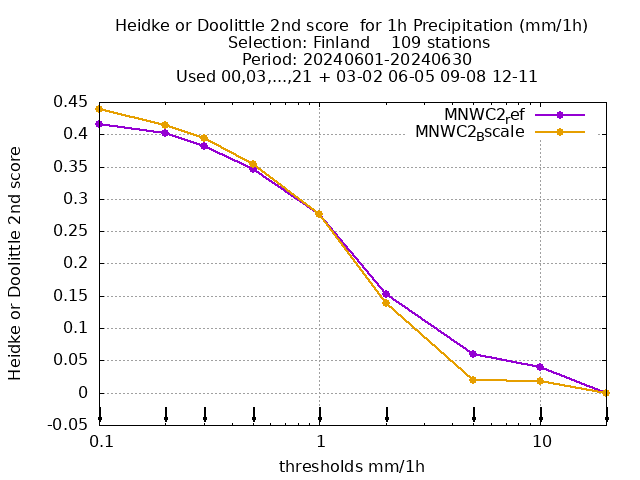 Heidke or Doolittle 2nd score  for 1h Precipitation (mm/1h)
Selection: Finland    109 stations
Period: 20240601-20240630
Used 00,03,...,21 + 03-02 06-05 09-08 12-11
MNWC2ref
MNWC2Bscale
0.45
0.4
0.35
0.3
0.25
0.2
0.15
0.1
0.05
0
-0.05
Heidke or Doolittle 2nd score
0.1
1
10
thresholds mm/1h